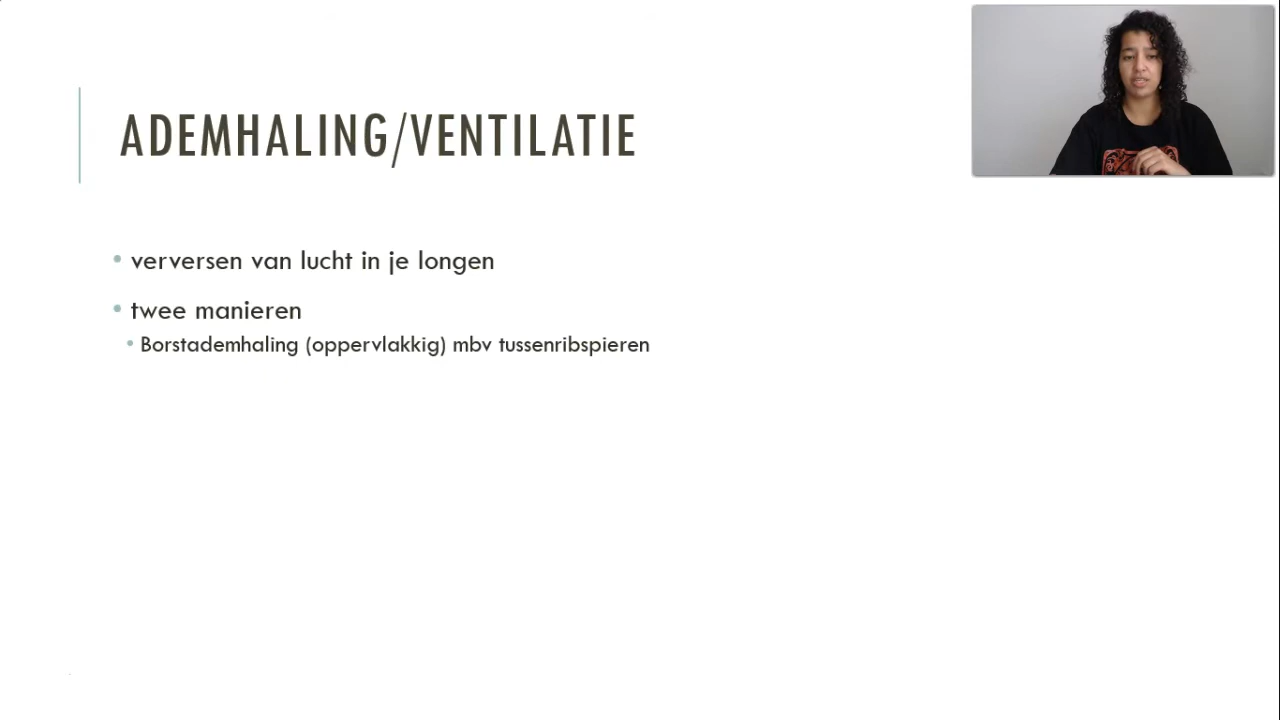 ADEMHALING/VENTILATIE
• verversen van lucht in je longen
• twee manieren
• Borstademhaling (oppervlakkig) mbv tussenribspieren